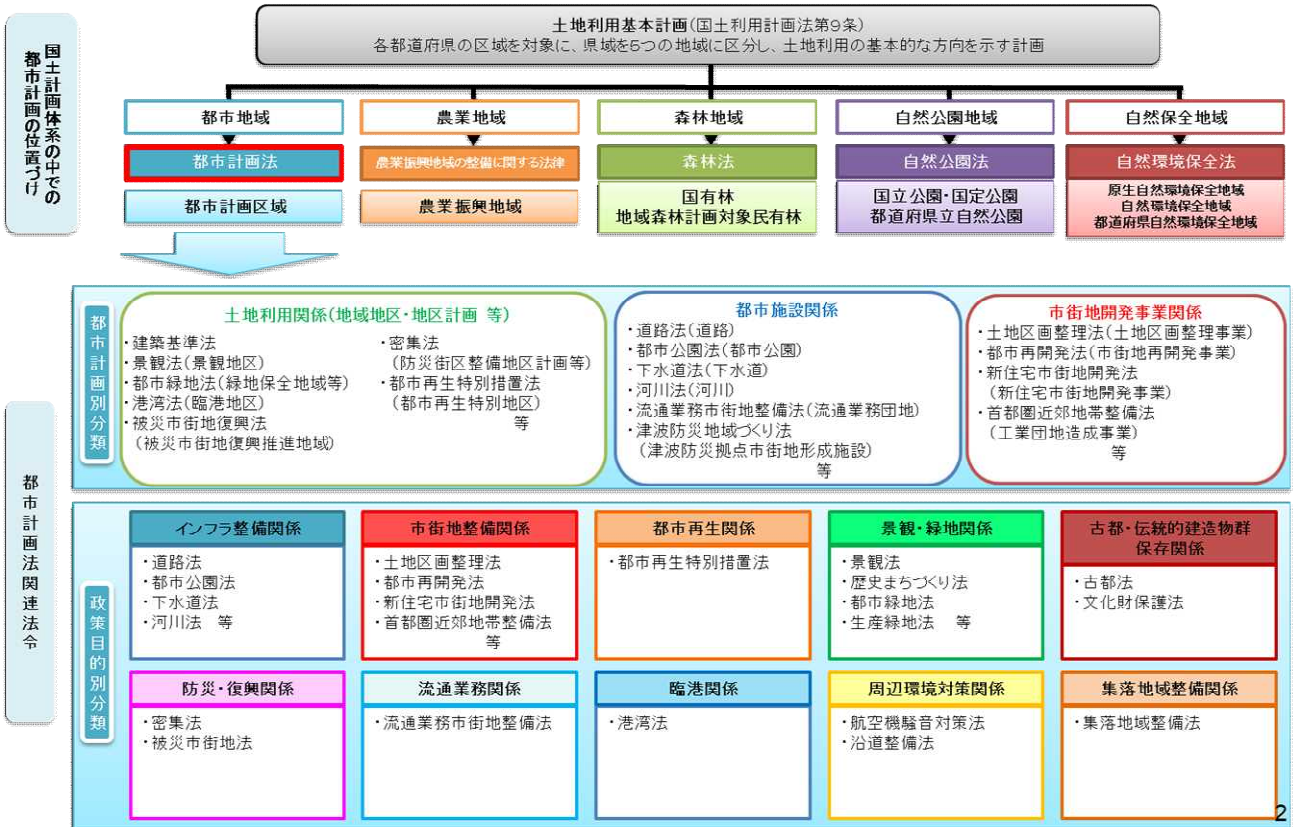 土地利用基本計画(国土利用計画法第9条)
各都道府県の区域を対象に、県域を5つの地域に区分し、土地利用の基本的な方向を示す計画
国土計画体系の中での
都市計画の位置づけ
都市地域
農業地域
森林地域
自然公園地域
自然保全地域
都市計画法
農業振興地域の整備に関する法律
森林法
自然公園法
自然環境保全法
都市計画区域
農業振興地域
国有林
地域森林計画対象民有林
国立公園・国定公園
都道府県立自然公園
原生自然環境保全地域
自然環境保全地域
都道府県自然環境保全地域
都市計画法関連法令
都市計画別分類
土地利用関係(地域地区・地区計画 等)
・建築基準法
・景観法(景観地区)
・都市緑地法(緑地保全地域等)
・港湾法(臨港地区)
・被災市街地復興法
(被災市街地復興推進地域)
・密集法
(防災街区整備地区計画等)
・都市再生特別措置法
(都市再生特別地区)
等
都市施設関係
・道路法(道路)
・都市公園法(都市公園)
・下水道法(下水道)
・河川法(河川)
・流通業務市街地整備法(流通業務団地)
・津波防災地域づくり法
(津波防災拠点市街地形成施設)
等
市街地開発事業関係
・土地区画整理法(土地区画整理事業)
・都市再開発法(市街地再開発事業)
・新住宅市街地開発法
(新住宅市街地開発事業)
・首都圏近郊地帯整備法
(工業団地造成事業)
等
政策目的別分類
インフラ整備関係
・道路法
・都市公園法
・下水道法
・河川法 等
市街地整備関係
・土地区画整理法
・都市再開発法
・新住宅市街地開発法
・首都圏近郊地帯整備法
等
都市再生関係
・都市再生特別措置法
景観・緑地関係
・景観法
・歴史まちづくり法
・都市緑地法
・生産緑地法 等
古都・伝統的建造物群
保存関係
・古都法
・文化財保護法
防災・復興関係
・密集法
・被災市街地法
流通業務関係
・流通業務市街地整備法
臨港関係
・港湾法
周辺環境対策関係
・航空機騒音対策法
・沿道整備法
集落地域整備関係
・集落地域整備法
2